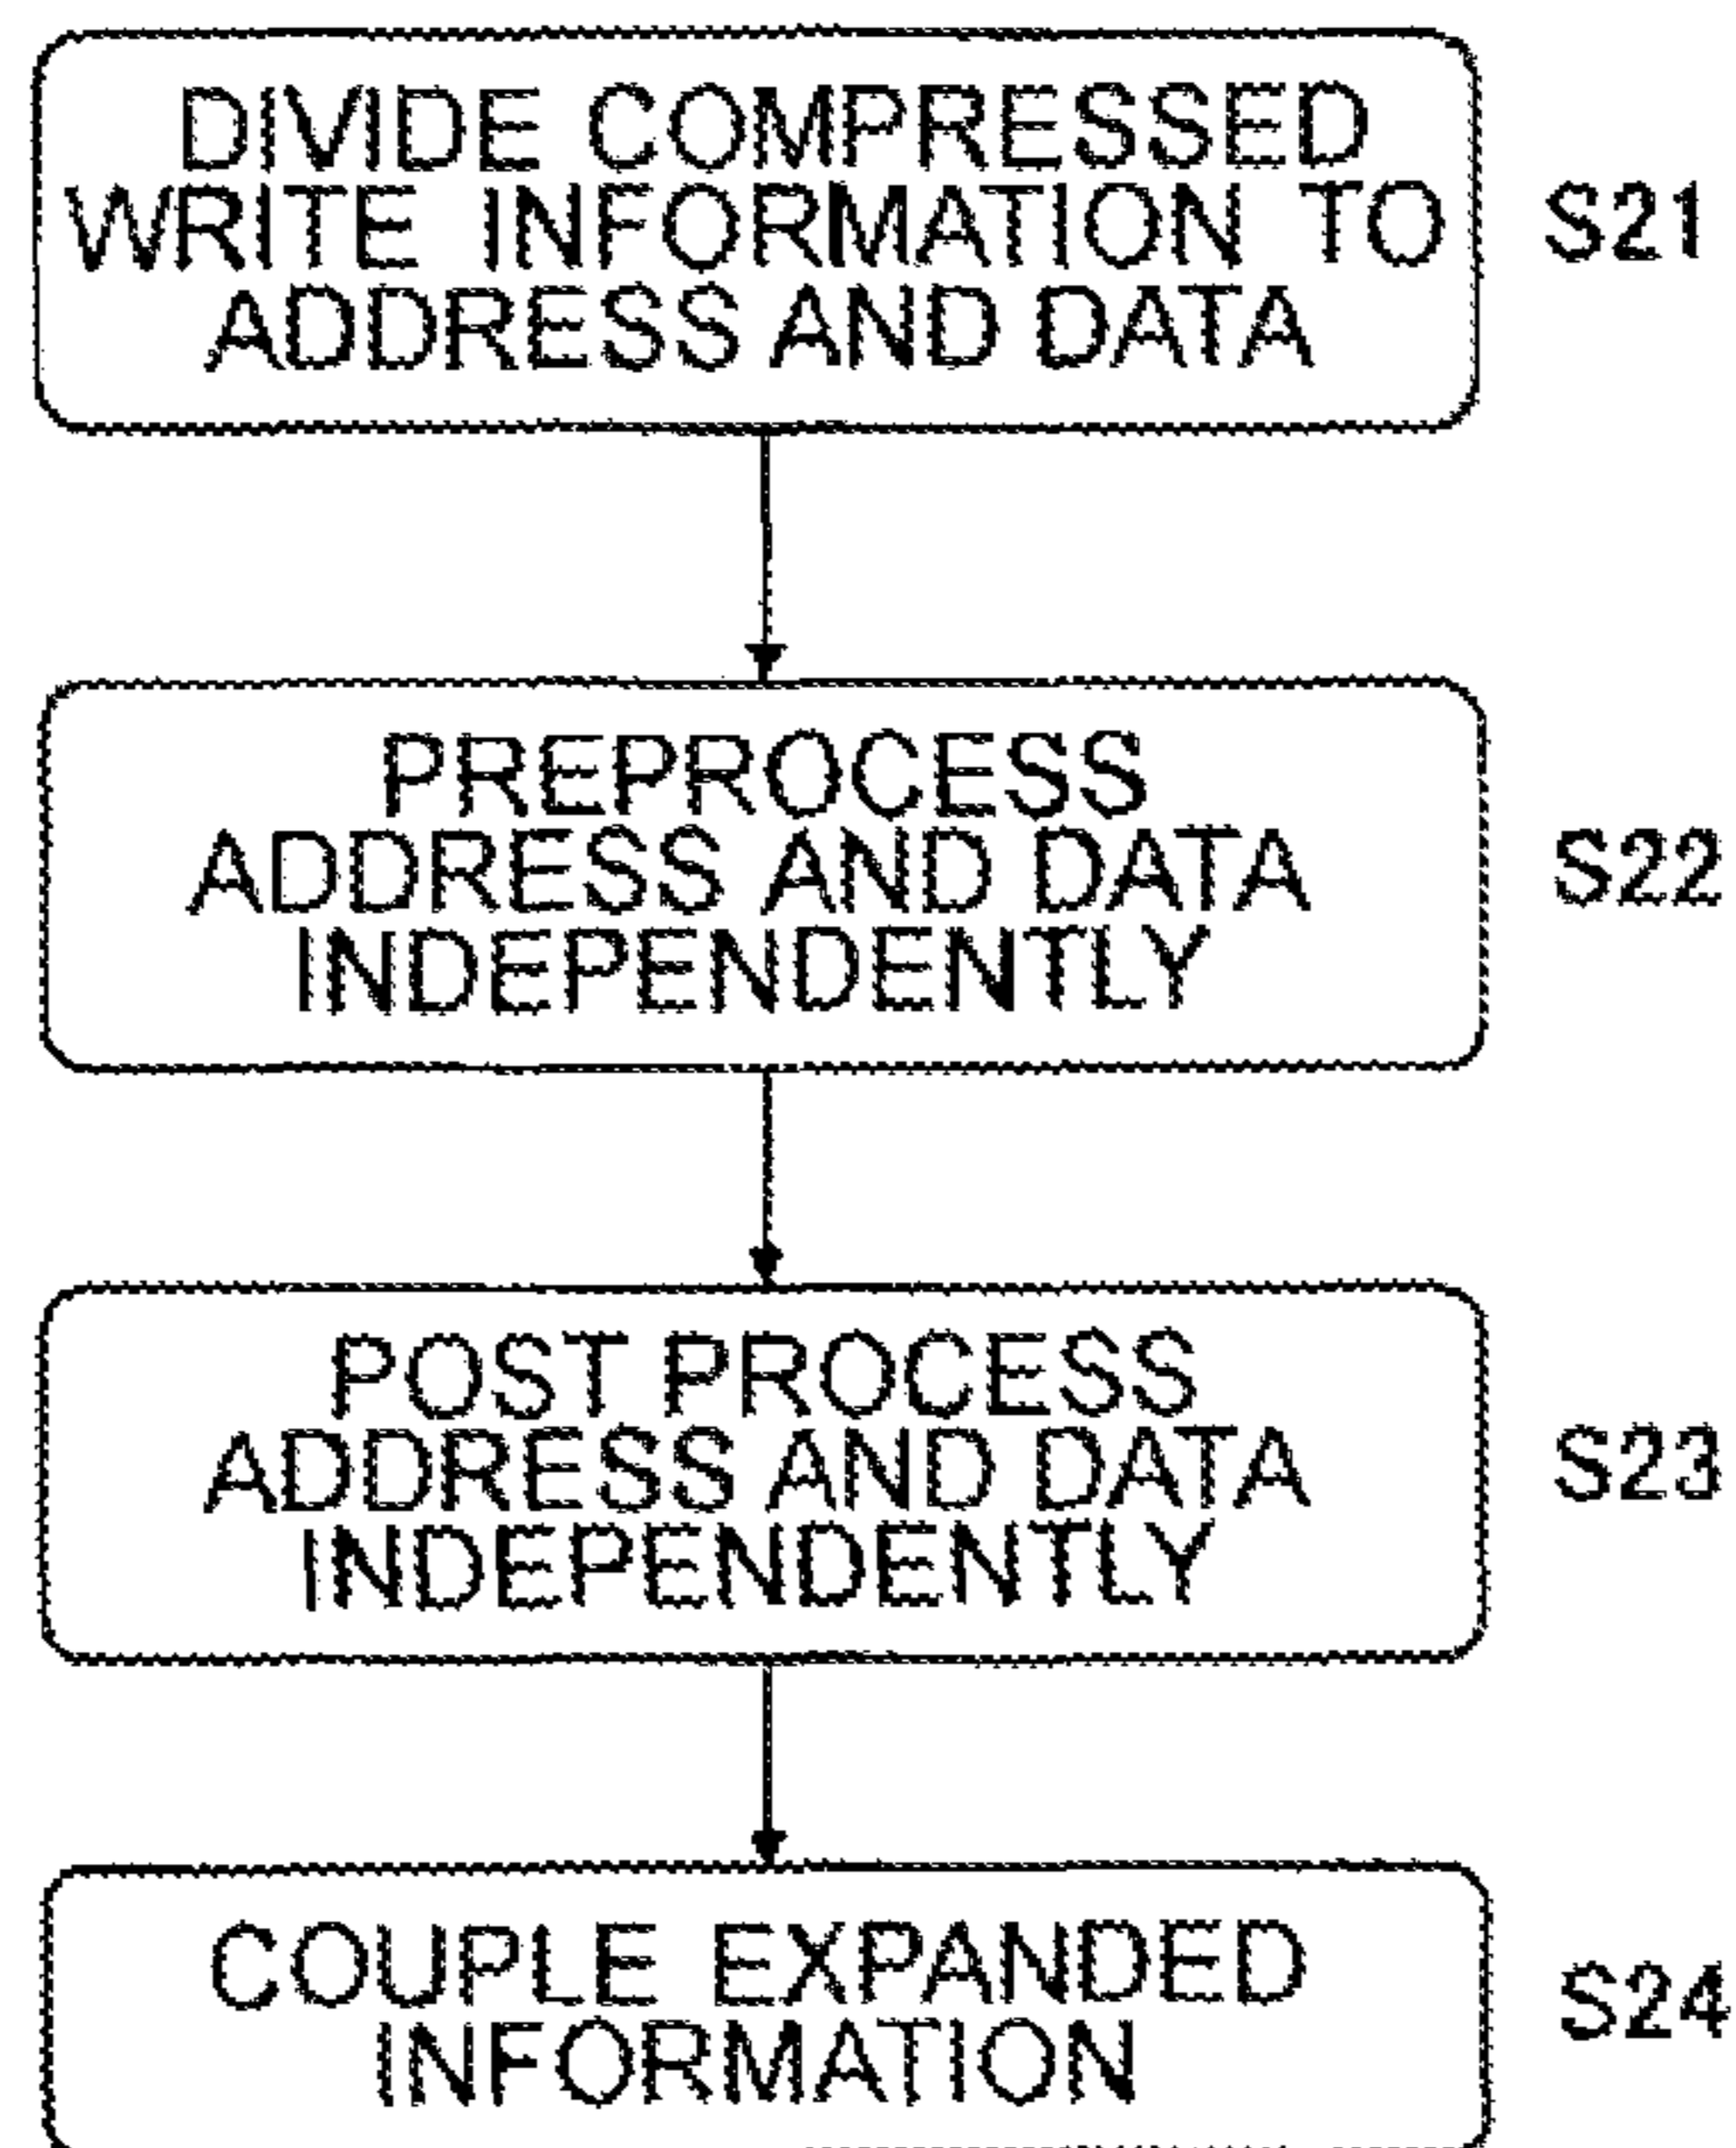 DIVIDE COMPRESSED
WRITE INFORMATION TO
ADDRESS AND DATA
S21
PREPROCESS
ADDRESS AND DATA
INDEPENDENTLY
S22
POST PROCESS
ADDRESS AND DATA
INDEPENDENTLY
S23
COUPLE EXPANDED
INFORMATION
S24